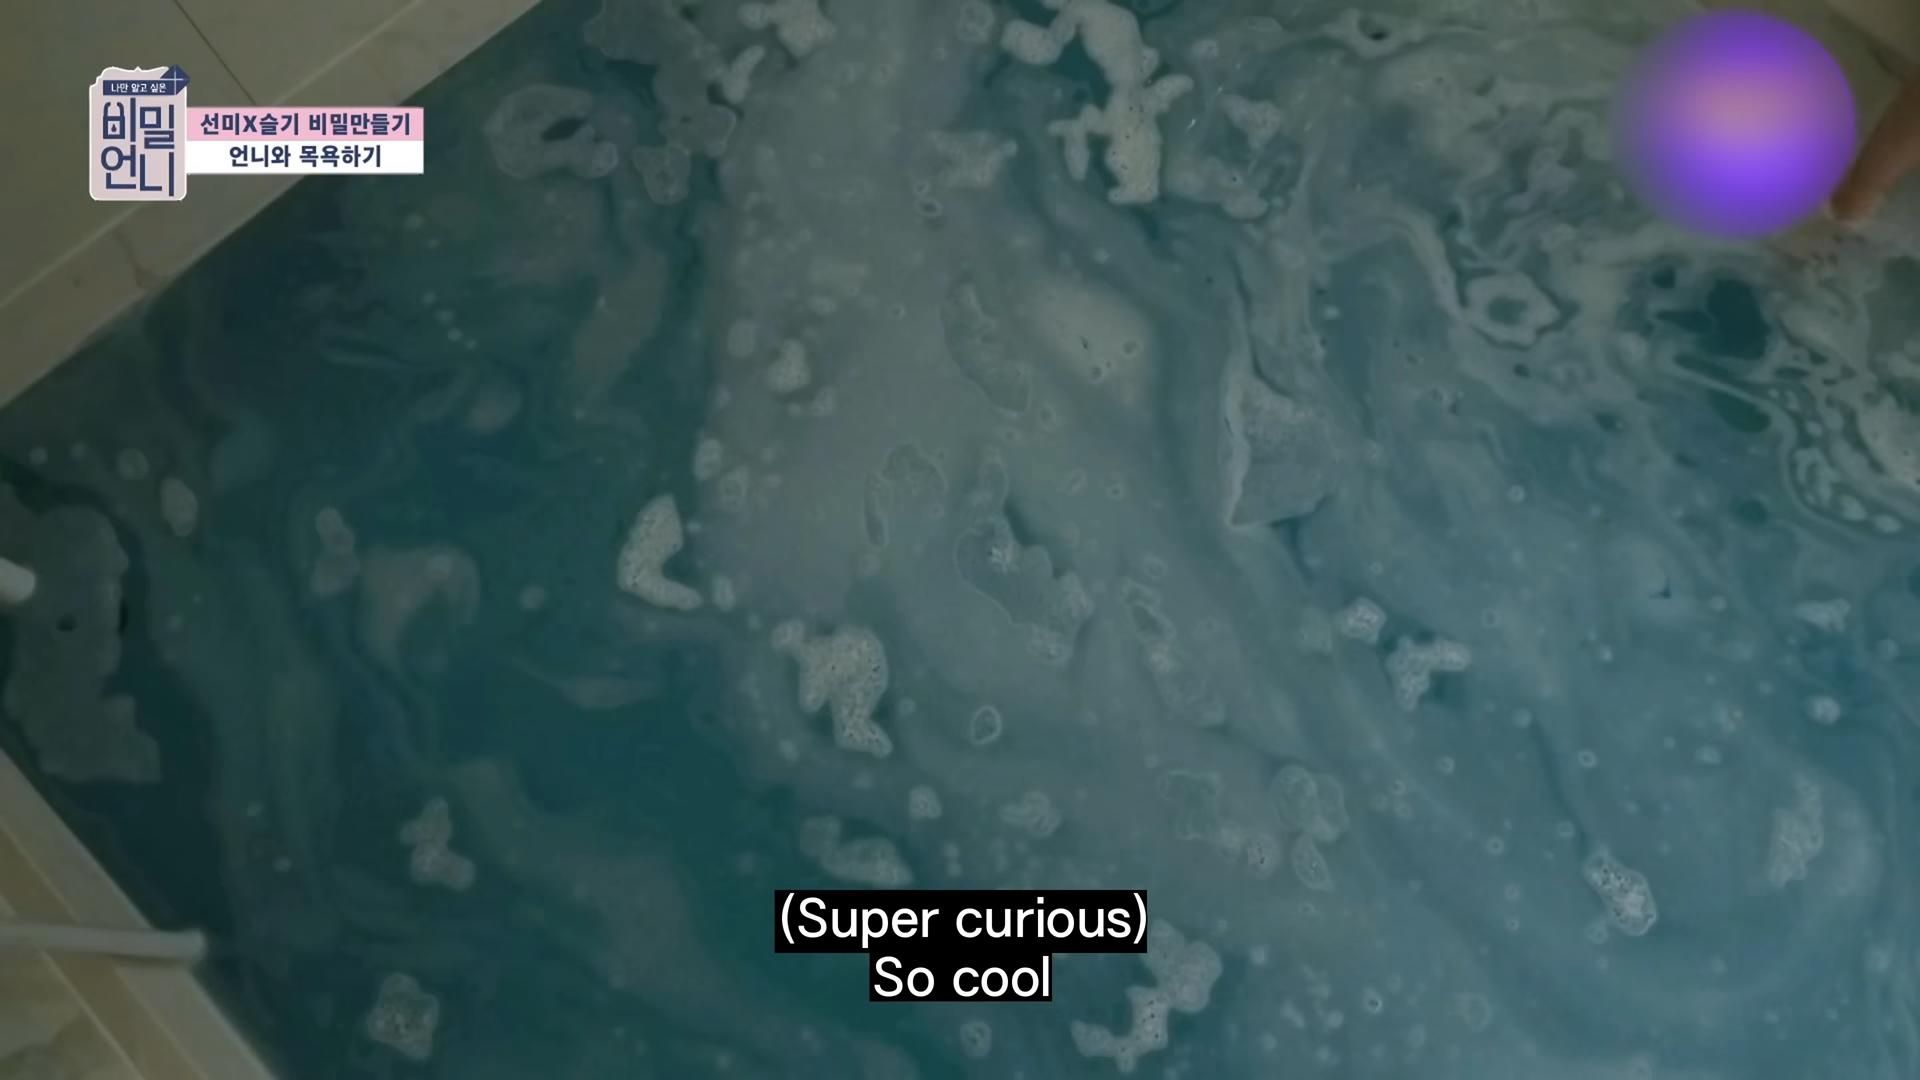 나만 알고 싶은
비밀
언니
선미X슬기 비밀만들기
언니와 목욕하기
(Super curious)
So cool